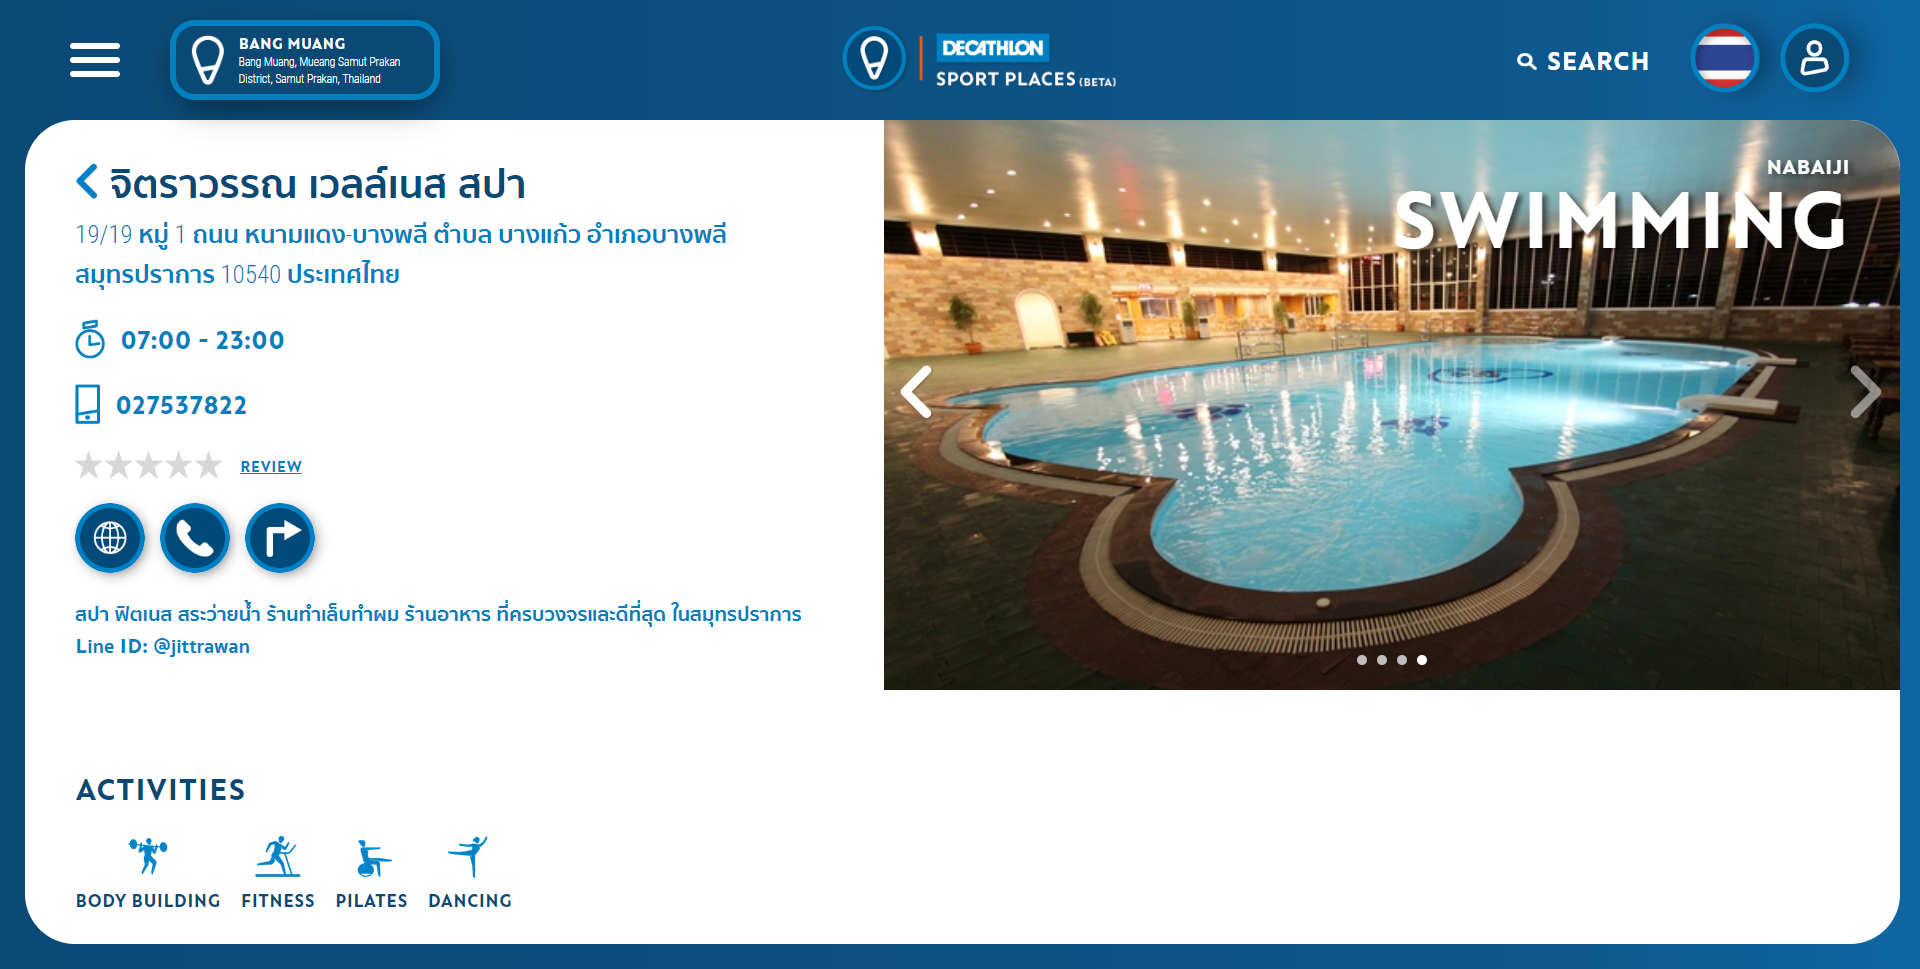 BANG MUANG
Bang Muang, Mueang Samut Prakan
District, Samut Prakan, Thailand
DECATHLON
SPORT PLACES (BETA)
SEARCH
จิตราวรรณ เวลล์เนส สปา
19/19 หมู่ 1 ถนน หนามแดง-บางพลี ตำบล บางแก้ว อำเภอบางพลี
สมุทรปราการ 10540 ประเทศไทย
07:00 - 23:00
027537822
REVIEW
สปา ฟิตเนส สระว่ายน้ำ ร้านทำเล็บทำผม ร้านอาหาร ที่ครบวงจรและดีที่สุด ในสมุทรปราการ
Line ID: @jittrawan
NABAIJI
SWIMMING
ACTIVITIES
BODY BUILDING
FITNESS
PILATES
DANCING